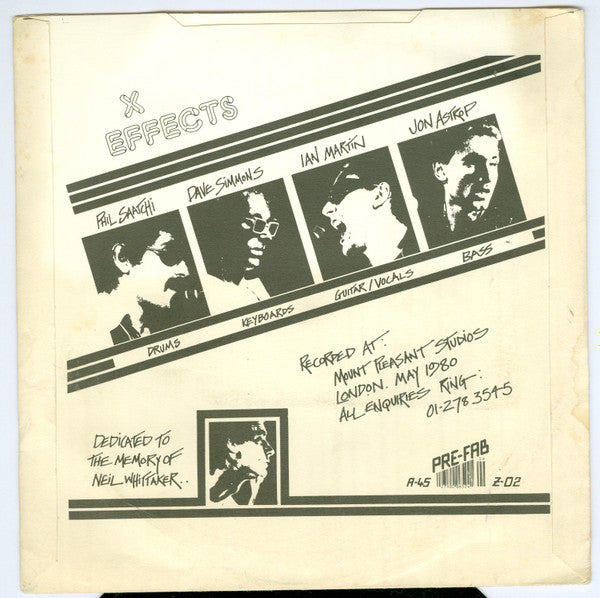 X
EFFECTS
PHIL SAATCHI
DAVE SIMMONS
IAN MARTIN
JON ASTROP
DRUMS
KEYBOARDS
GUITAR/VOCALS
BASS
RECORDED AT:
MOUNT PLEASANT STUDIOS
LONDON. MAY 1980
ALL ENQUIRIES RING:
01-278 3545
DEDICATED TO
THE MEMORY OF
NEIL WHITTAKER..
PRE-FAB
A-45
Z-02